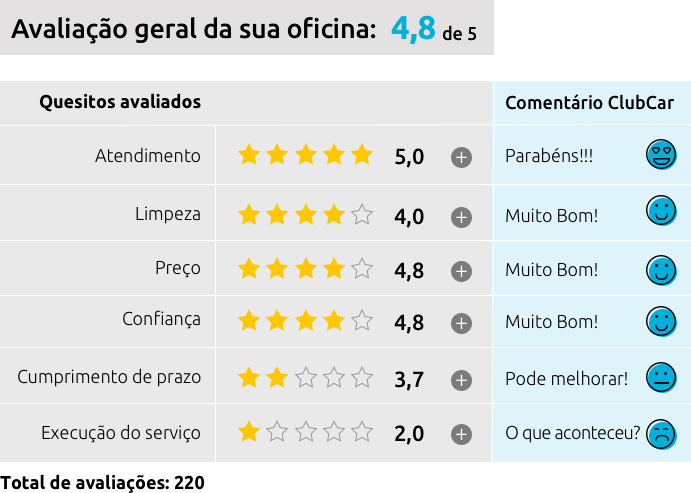 Avaliação geral da sua oficina: 4,8 de 5
Quesitos avaliados Comentário ClubCar
Atendimento 5,0 Parabéns!!!
Limpeza 4,0 Muito Bom!
Preço 4,8 Muito Bom!
Confiança 4,8 Muito Bom!
Cumprimento de prazo 3,7 Pode melhorar!
Execução do serviço 2,0 O que aconteceu?
Total de avaliações: 220